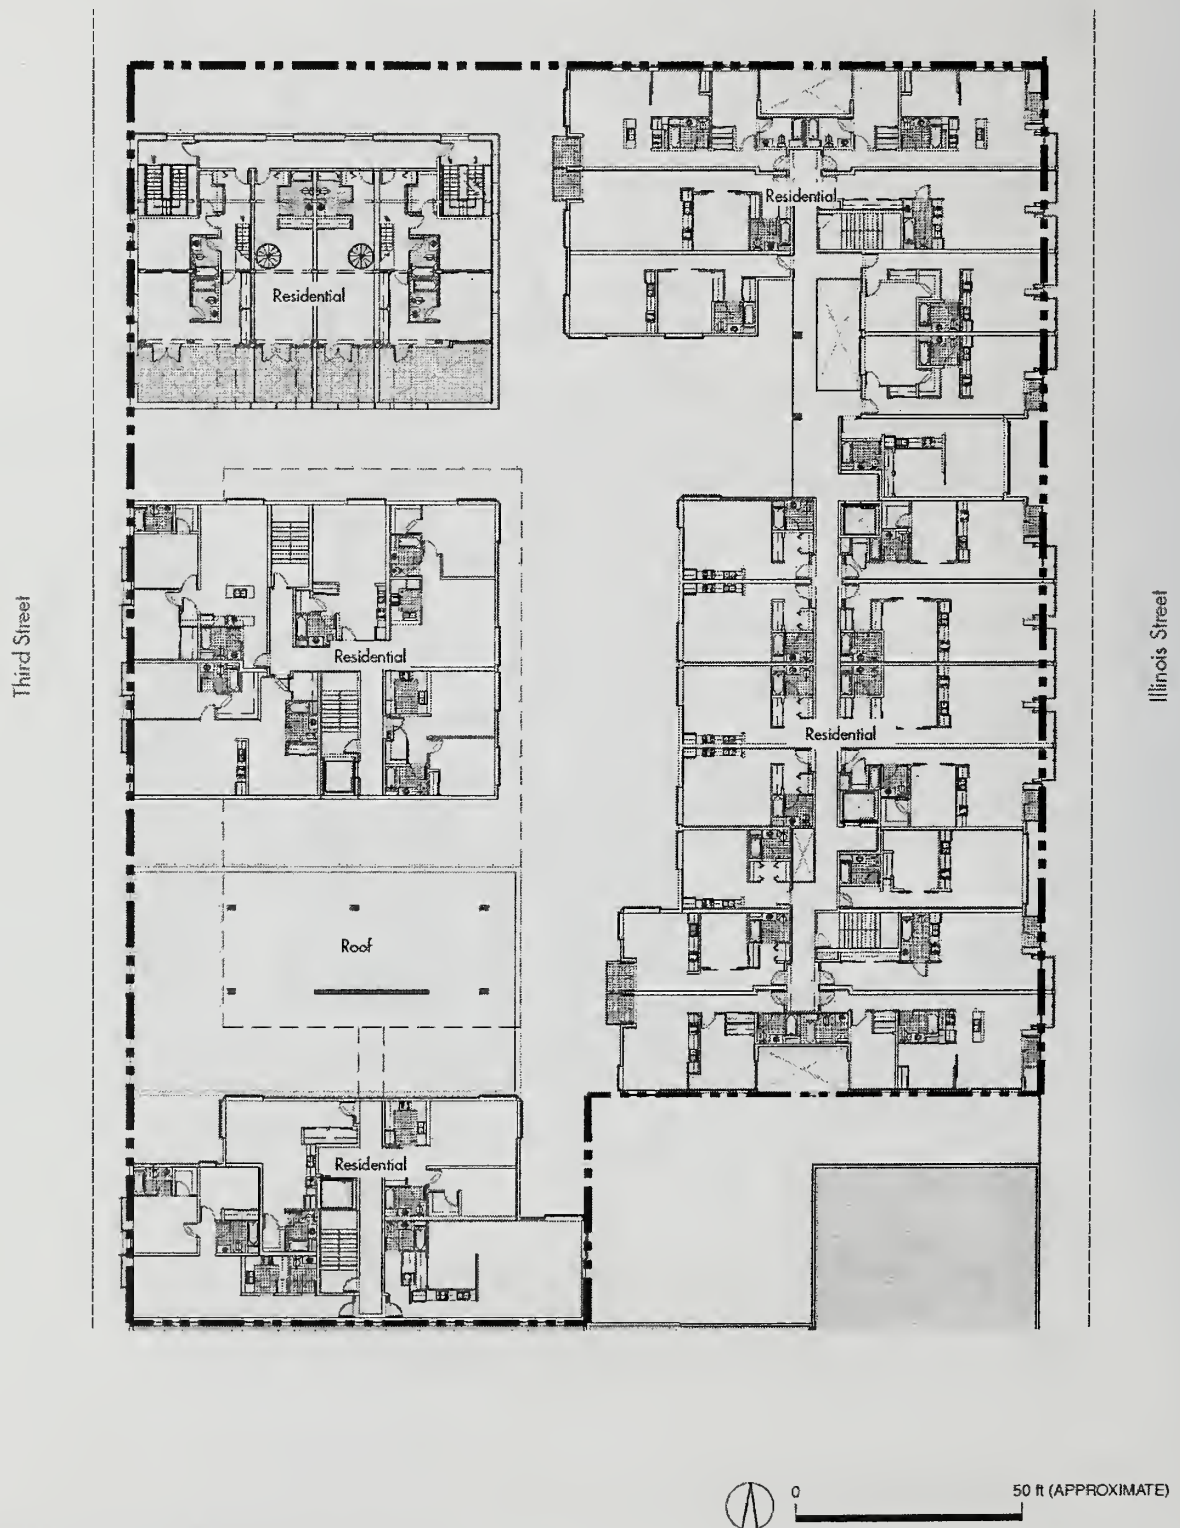 Residential
Residential
Third Street
Residential
Illinois Street
Residential
Roof
Residential
0
50 ft (APPROXIMATE)